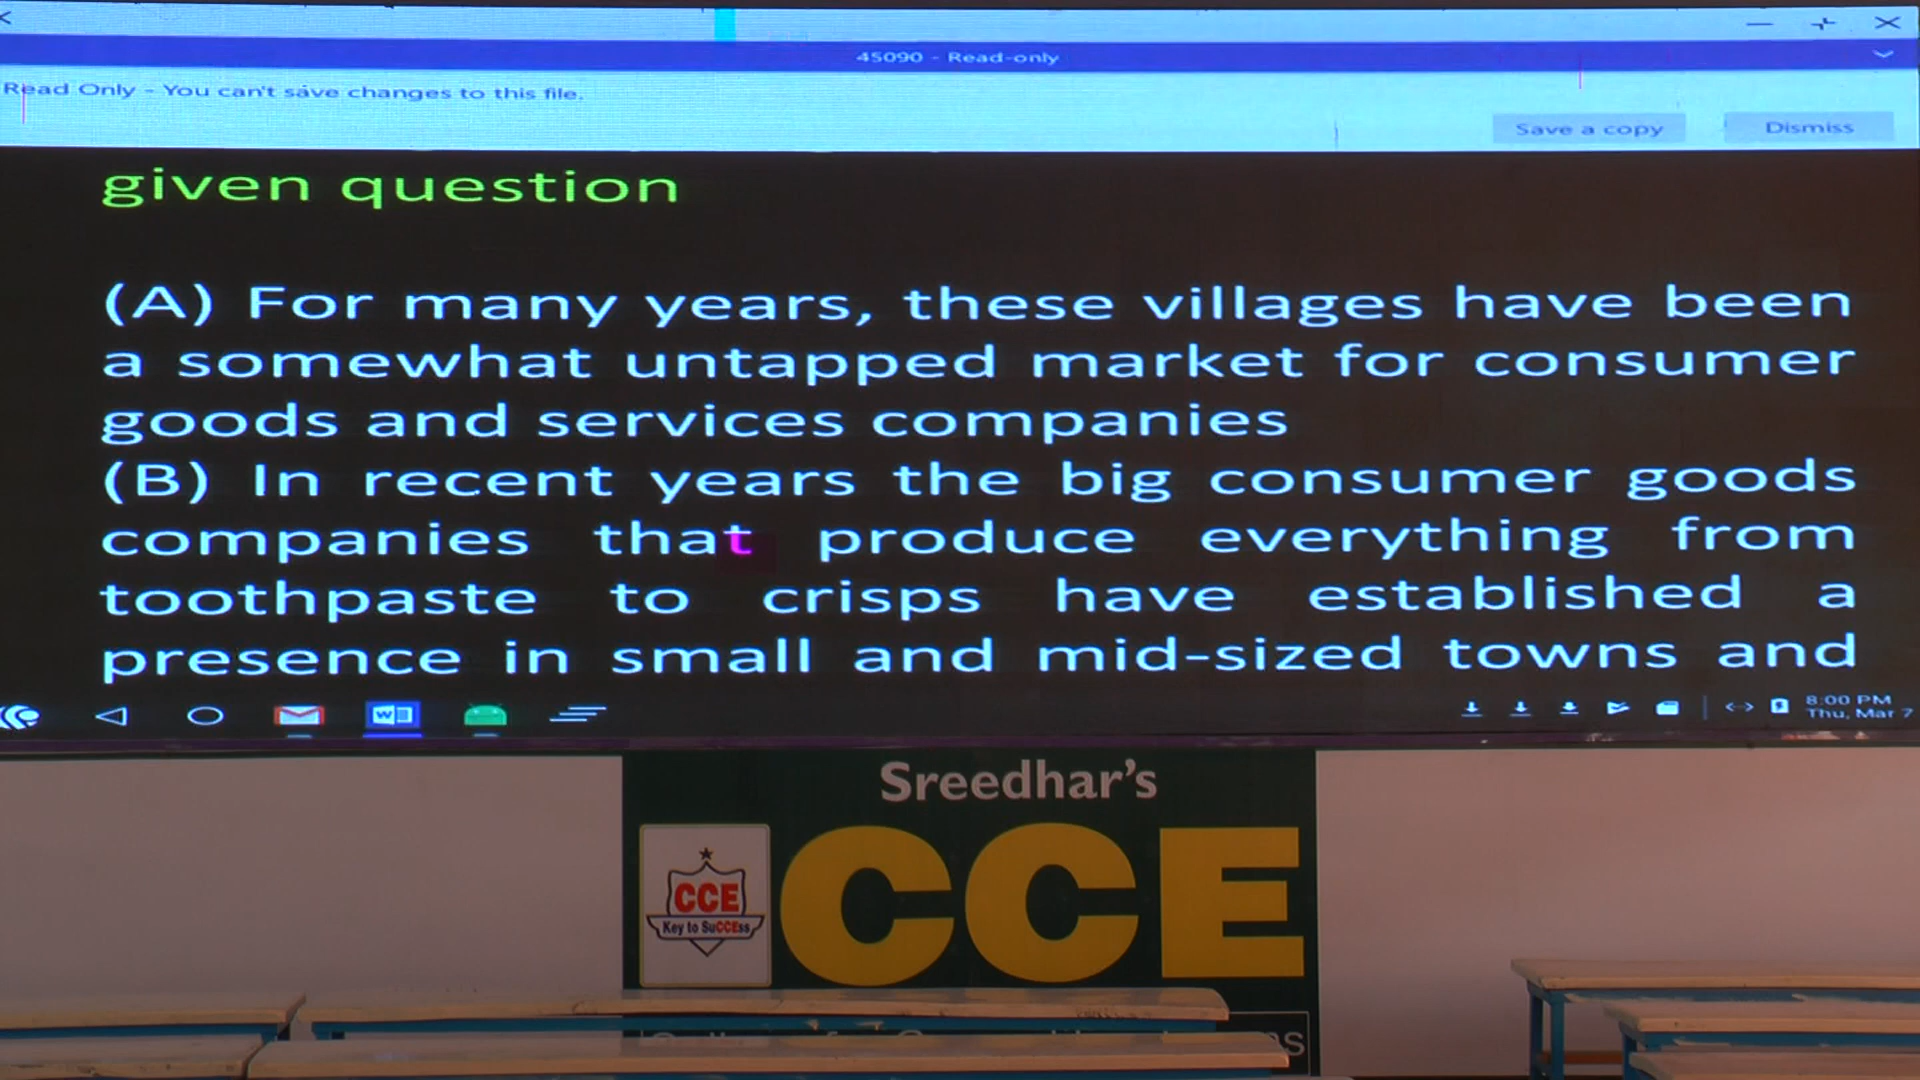 45090 - Read-only
Read Only - You can't save changes to this file.
Save a copy
Dismiss
given question
(A) For many years, these villages have been
a somewhat untapped market for consumer
goods and services companies
(B) In recent years the big consumer goods
companies that produce everything from
toothpaste to crisps have established a
presence in small and mid-sized towns and
8:00 PM
Thu, Mar 7
Sreedhar's
CCE
CCE
Key to SuCCEss